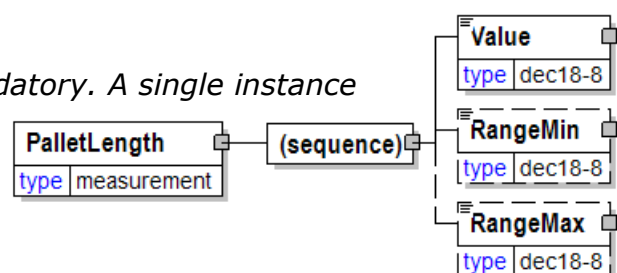 Value
type dec18-8
datory. A single instance
PalletLength
type measurement
(sequence)
RangeMin
type dec18-8
RangeMax
type dec18-8